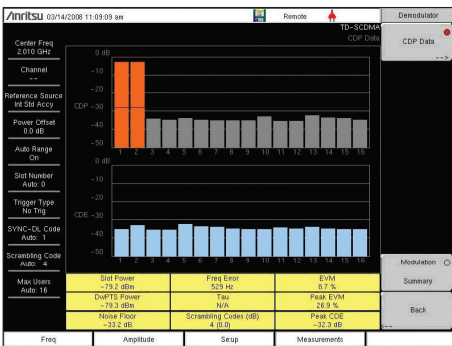 Anritsu 03/14/2008 11:09:09 am
Remote
Demodulator
TD-SCDMA
CDP Data
CDP Data
-->
Center Freq
2.010 GHz
Channel
--
Reference Source
Int Std Accy
Power Offset
0.0 dB
Auto Range
On
Slot Number
Auto: 0
Trigger Type
No Trig
SYNC-DL Code
Auto: 1
Scrambling Code
Auto: 4
Max Users
Auto: 16
0 dB
-10
-20
CDP -30
-40
-50
1 2 3 4 5 6 7 8 9 10 11 12 13 14 15 16
0 dB
-10
-20
CDE -30
-40
-50
1 2 3 4 5 6 7 8 9 10 11 12 13 14 15 16
Slot Power
-79.2 dBm
Freq Error
529 Hz
EVM
8.7 %
DwPTS Power
-79.3 dBm
Tau
N/A
Peak EVM
26.9 %
Noise Floor
-33.2 dB
Scrambling Codes (dB)
4 (0.0)
Peak CDE
-32.3 dB
Modulation
Summary
Back
<--
Freq
Amplitude
Setup
Measurements